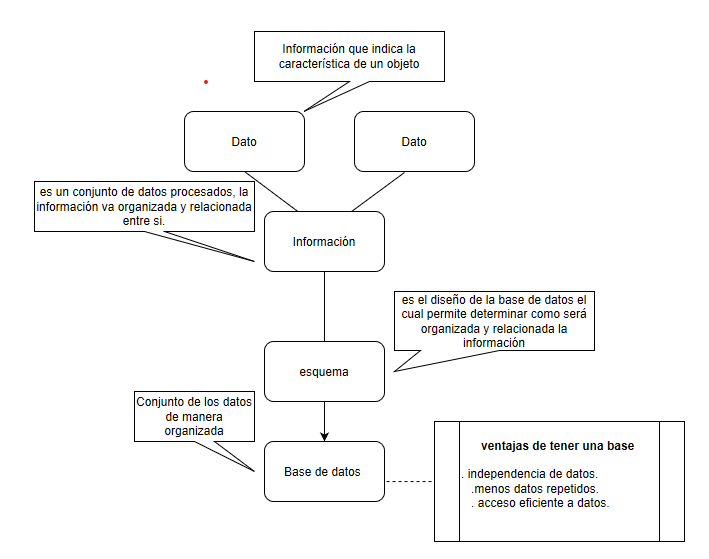 Información que indica la
característica de un objeto
Dato
Dato
es un conjunto de datos procesados, la
información va organizada y relacionada
entre si.
Información
es el diseño de la base de datos el
cual permite determinar como será
organizada y relacionada la
información
esquema
Conjunto de los datos
de manera
organizada
Base de datos
ventajas de tener una base
. independencia de datos.
.menos datos repetidos.
. acceso eficiente a datos.